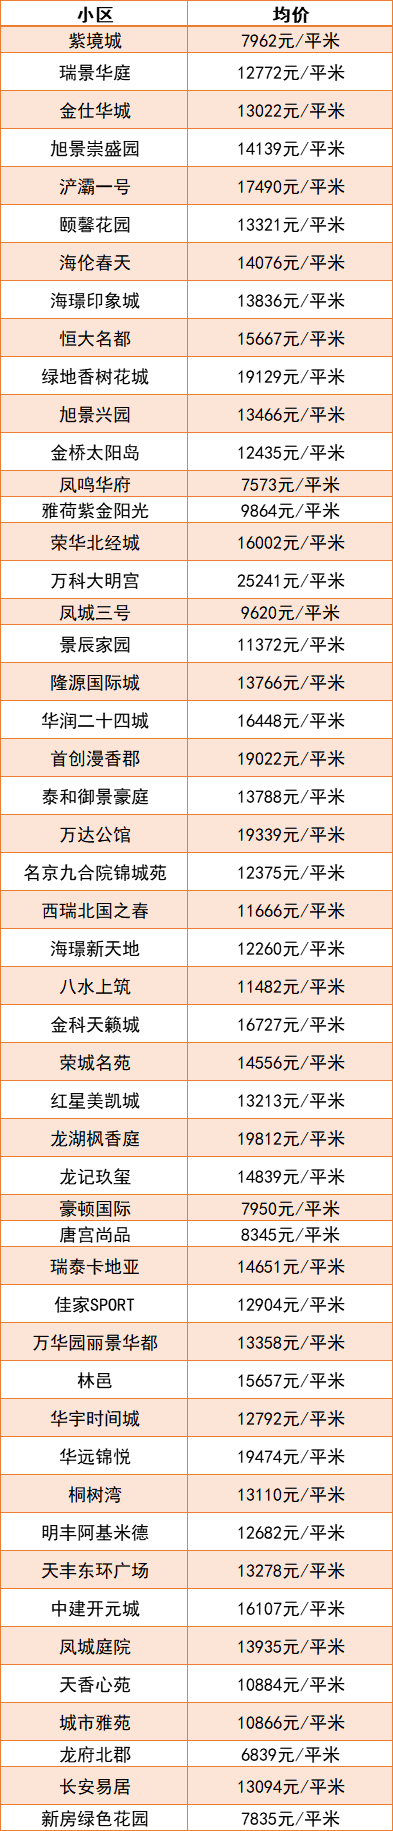 小区 均价
紫境城 7962元/平米
瑞景华庭 12772元/平米
金仕华城 13022元/平米
旭景崇盛园 14139元/平米
浐灞一号 17490元/平米
颐馨花园 13321元/平米
海伦春天 14076元/平米
海璟印象城 13836元/平米
恒大名都 15667元/平米
绿地香树花城 19129元/平米
旭景兴园 13466元/平米
金桥太阳岛 12435元/平米
凤鸣华府 7573元/平米
雅荷紫金阳光 9864元/平米
荣华北经城 16002元/平米
万科大明宫 25241元/平米
凤城三号 9620元/平米
景辰家园 11372元/平米
隆源国际城 13766元/平米
华润二十四城 16448元/平米
首创漫香郡 19022元/平米
泰和御景豪庭 13788元/平米
万达公馆 19339元/平米
名京九合院锦城苑 12375元/平米
西瑞北国之春 11666元/平米
海璟新天地 12260元/平米
八水上筑 11482元/平米
金科天籁城 16727元/平米
荣城名苑 14556元/平米
红星美凯城 13213元/平米
龙湖枫香庭 19812元/平米
龙记玖玺 14839元/平米
豪顿国际 7950元/平米
唐宫尚品 8345元/平米
瑞泰卡地亚 14651元/平米
佳家SPORT 12904元/平米
万华园丽景华都 13358元/平米
林邑 15657元/平米
华宇时间城 12792元/平米
华远锦悦 19474元/平米
桐树湾 13110元/平米
明丰阿基米德 12682元/平米
天丰东环广场 13278元/平米
中建开元城 16107元/平米
凤城庭院 13935元/平米
天香心苑 10884元/平米
城市雅苑 10866元/平米
龙府北郡 6839元/平米
长安易居 13094元/平米
新房绿色花园 7835元/平米